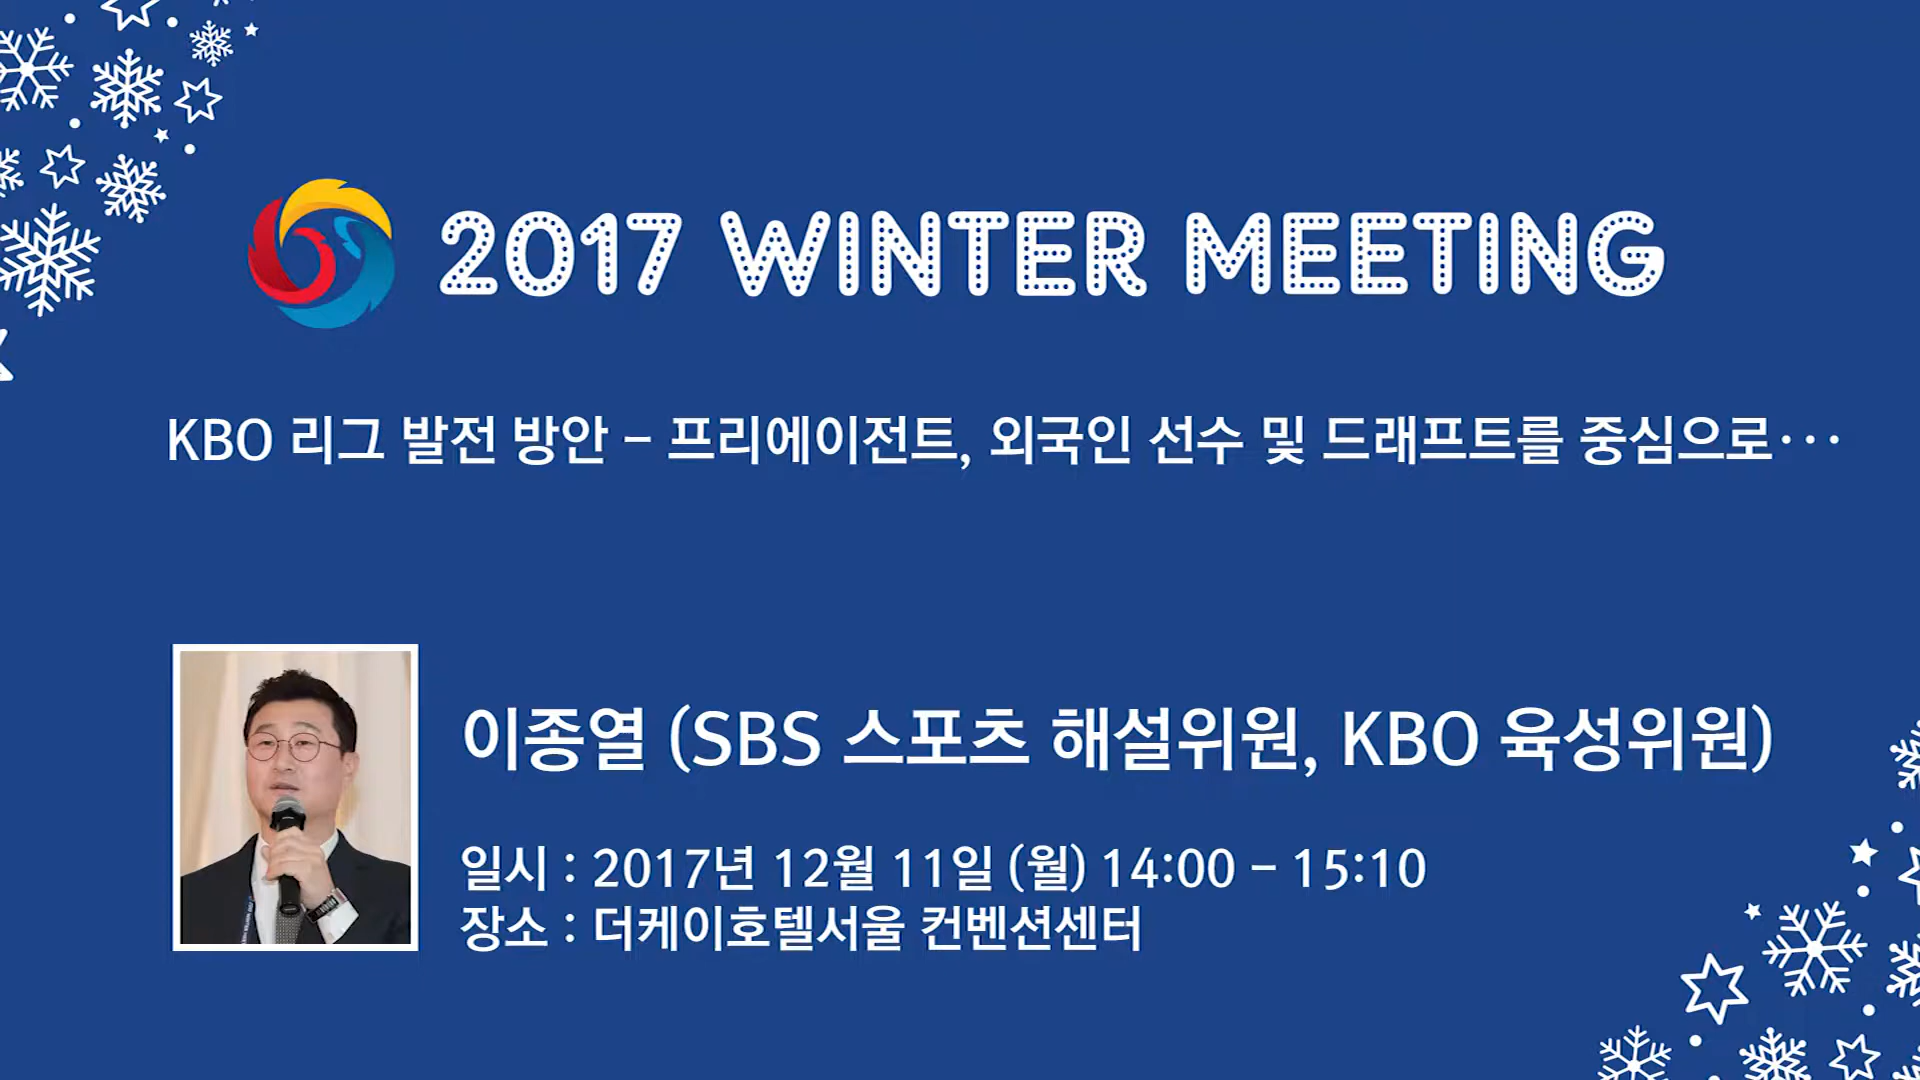 2017 WINTER MEETING
KBO 리그 발전 방안 – 프리에이전트, 외국인 선수 및 드래프트를 중심으로···
이종열 (SBS 스포츠 해설위원, KBO 육성위원)
일시 : 2017년 12월 11일 (월) 14:00 – 15:10
장소 : 더케이호텔서울 컨벤션센터